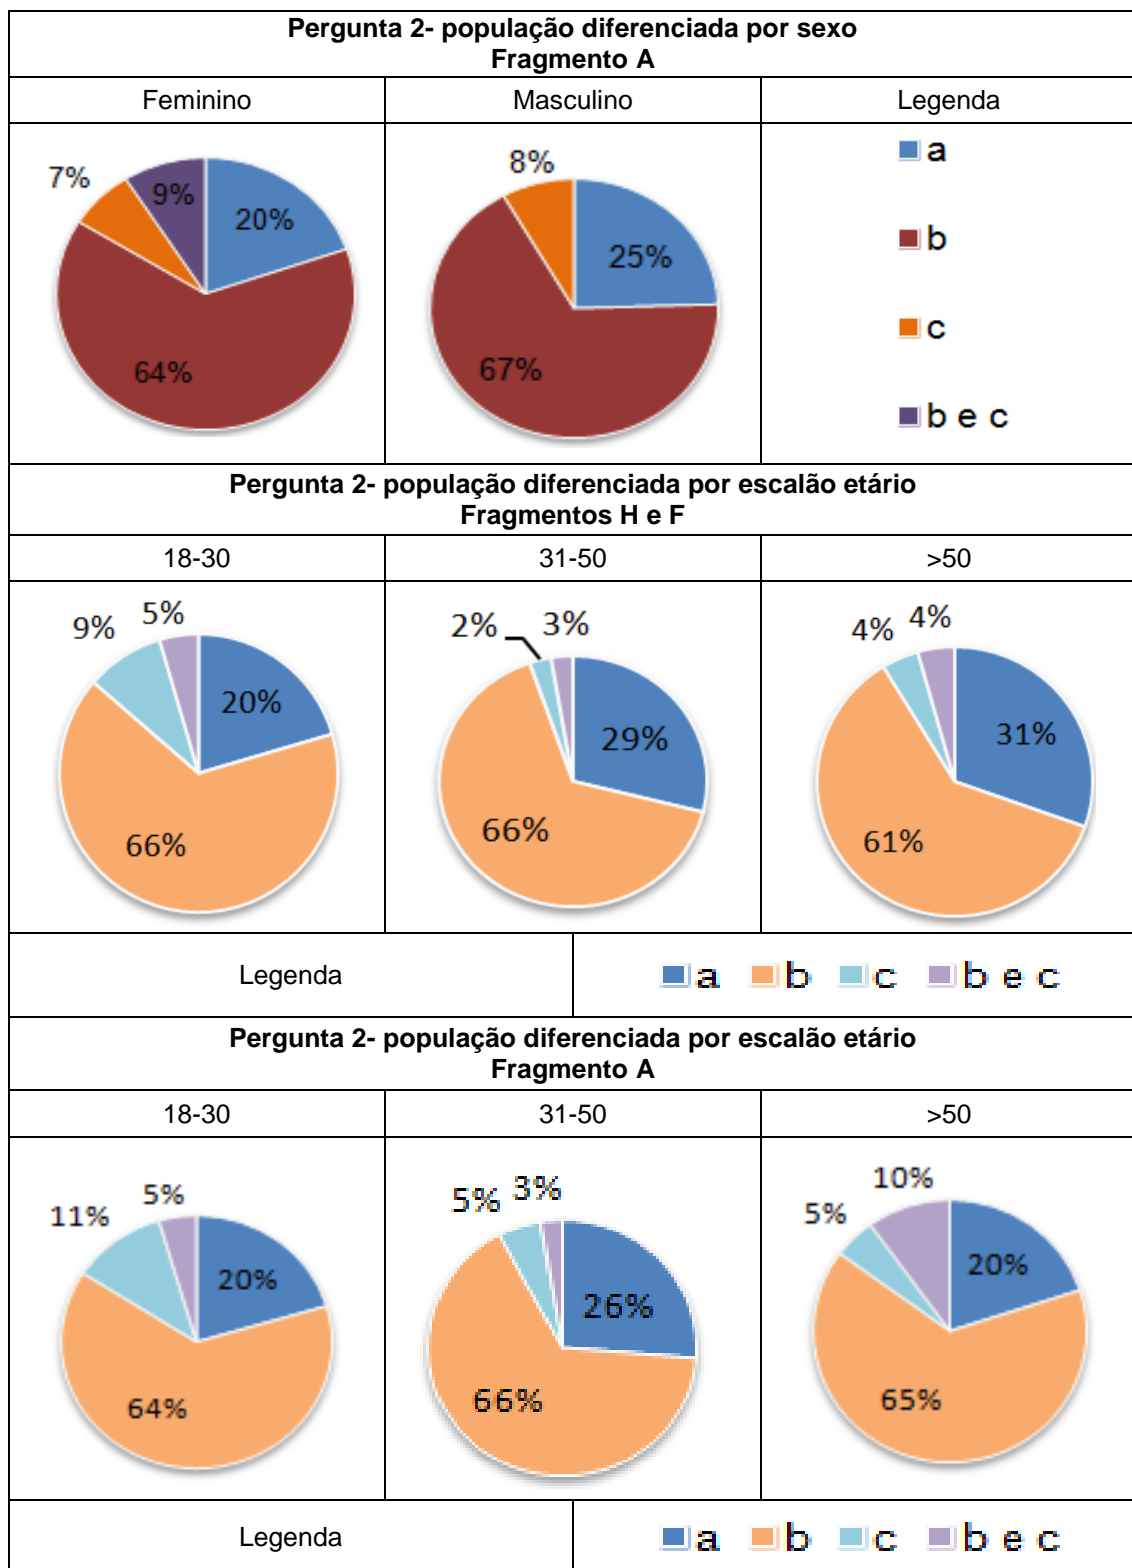 Pergunta 2- população diferenciada por sexo
Fragmento A
Feminino
Masculino
Legenda
7%
9%
20%
64%
8%
25%
67%
a
b
c
b e c
Pergunta 2- população diferenciada por escalão etário
Fragmentos H e F
18-30
31-50
>50
9%
5%
20%
66%
2%
3%
29%
66%
4%
4%
31%
61%
Legenda
a b c b e c
Pergunta 2- população diferenciada por escalão etário
Fragmento A
18-30
31-50
>50
11%
5%
20%
64%
5%
3%
26%
66%
10%
5%
20%
65%
Legenda
a b c b e c